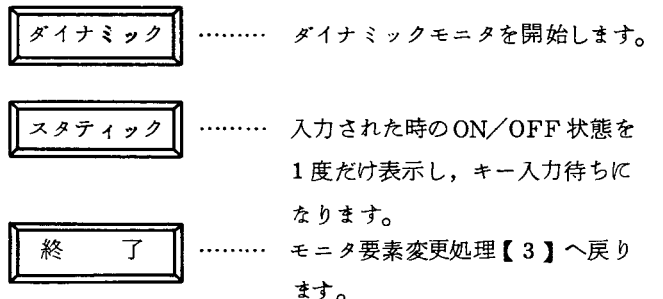 ダイナミック ……… ダイナミックモニタを開始します。
スタティック ……… 入力された時のON／OFF状態を
1度だけ表示し，キー入力待ちに
なります。
終　了 ……… モニタ要素変更処理【3】へ戻り
ます。